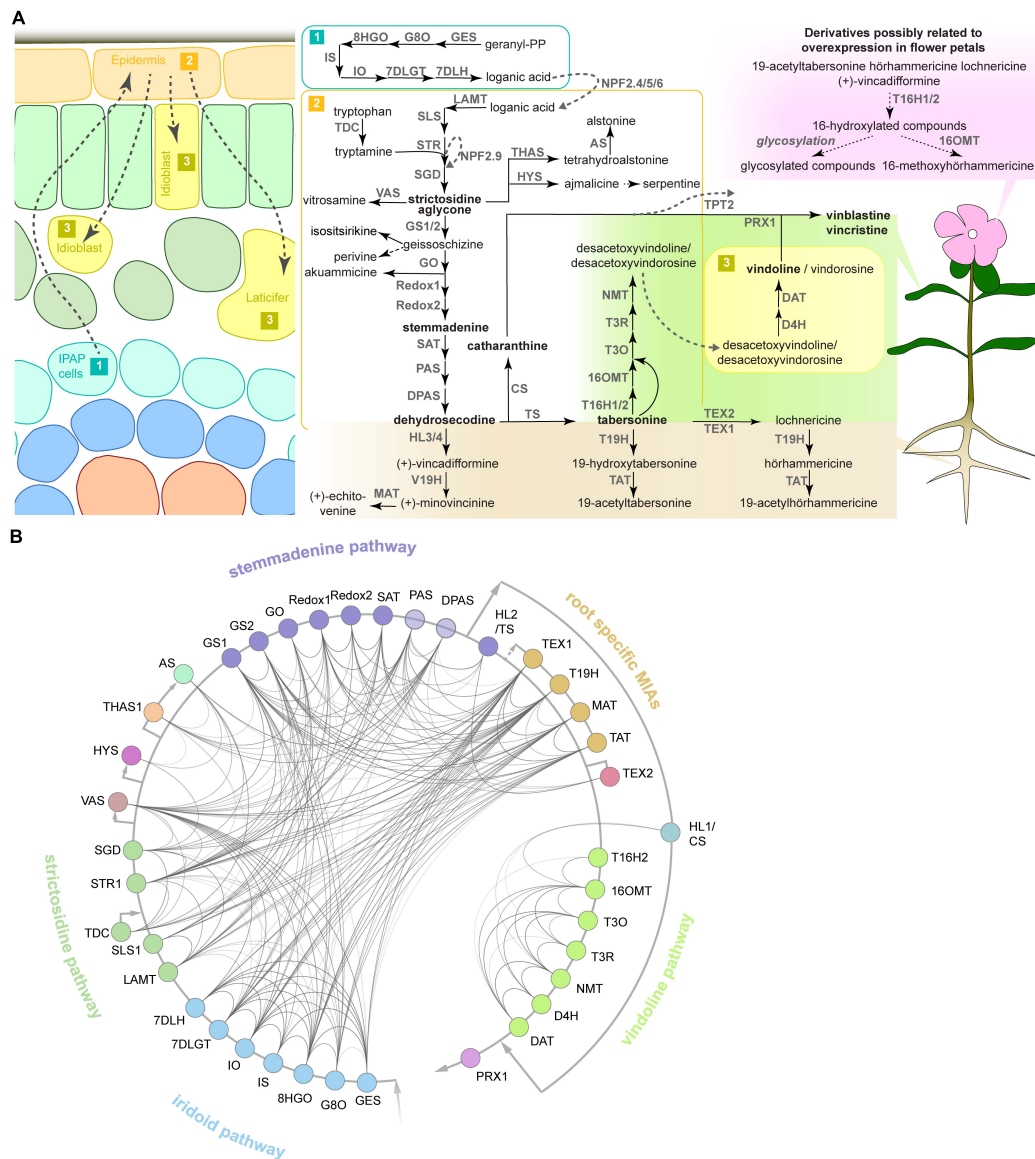 A
Epidermis
2
Idioblast
3
3
Idioblast
Laticifer
3
IPAP
cells
1
1
8HGO G8O GES
geranyl-PP
IS
IO 7DLGT 7DLH
loganic acid
NPF2.4/5/6
2
LAMT
loganic acid
tryptophan
TDC
tryptamine
SLS
STR
NPF2.9
SGD
alstonine
AS
THAS
tetrahydroalstonine
HYS
ajmalicine
serpentine
VAS
vitrosamine
strictosidine
aglycone
GS1/2
isositsirikine
geissoschizine
perivine
GO
akuammicine
Redox1
Redox2
stemmadenine
SAT
PAS
DPAS
dehydrosecodine
catharanthine
CS
TS
TPT2
PRX1
vinblastine
vincristine
desacetoxyvindoline/
desacetoxyvindorosine
NMT
T3R
T3O
16OMT
T16H1/2
tabersonine
3
vindoline / vindorosine
DAT
D4H
desacetoxyvindoline/
desacetoxyvindorosine
TEX2
TEX1
lochnericine
HL3/4
(+)-vincadifformine
V19H
(+)-minovincinine
MAT
(+)-echito-
venine
T19H
19-hydroxytabersonine
TAT
19-acetyltabersonine
T19H
hörhammericine
TAT
19-acetylhörhammericine
Derivatives possibly related to
overexpression in flower petals
19-acetyltabersonine hörhammericine lochnericine
(+)-vincadifformine
T16H1/2
16-hydroxylated compounds
glycosylation
16OMT
glycosylated compounds 16-methoxyhörhammericine
B
stemmadenine pathway
GS1
GS2
GO
Redox1
Redox2
SAT
PAS
DPAS
HL2
/TS
root specific MIAs
TEX1
T19H
MAT
TAT
TEX2
HL1/
CS
T16H2
16OMT
T3O
T3R
NMT
D4H
DAT
PRX1
vindoline pathway
AS
THAS1
HYS
VAS
SGD
STR1
TDC
SLS1
LAMT
strictosidine pathway
7DLH
7DLGT
IO
IS
8HGO
G8O
GES
iridoid pathway